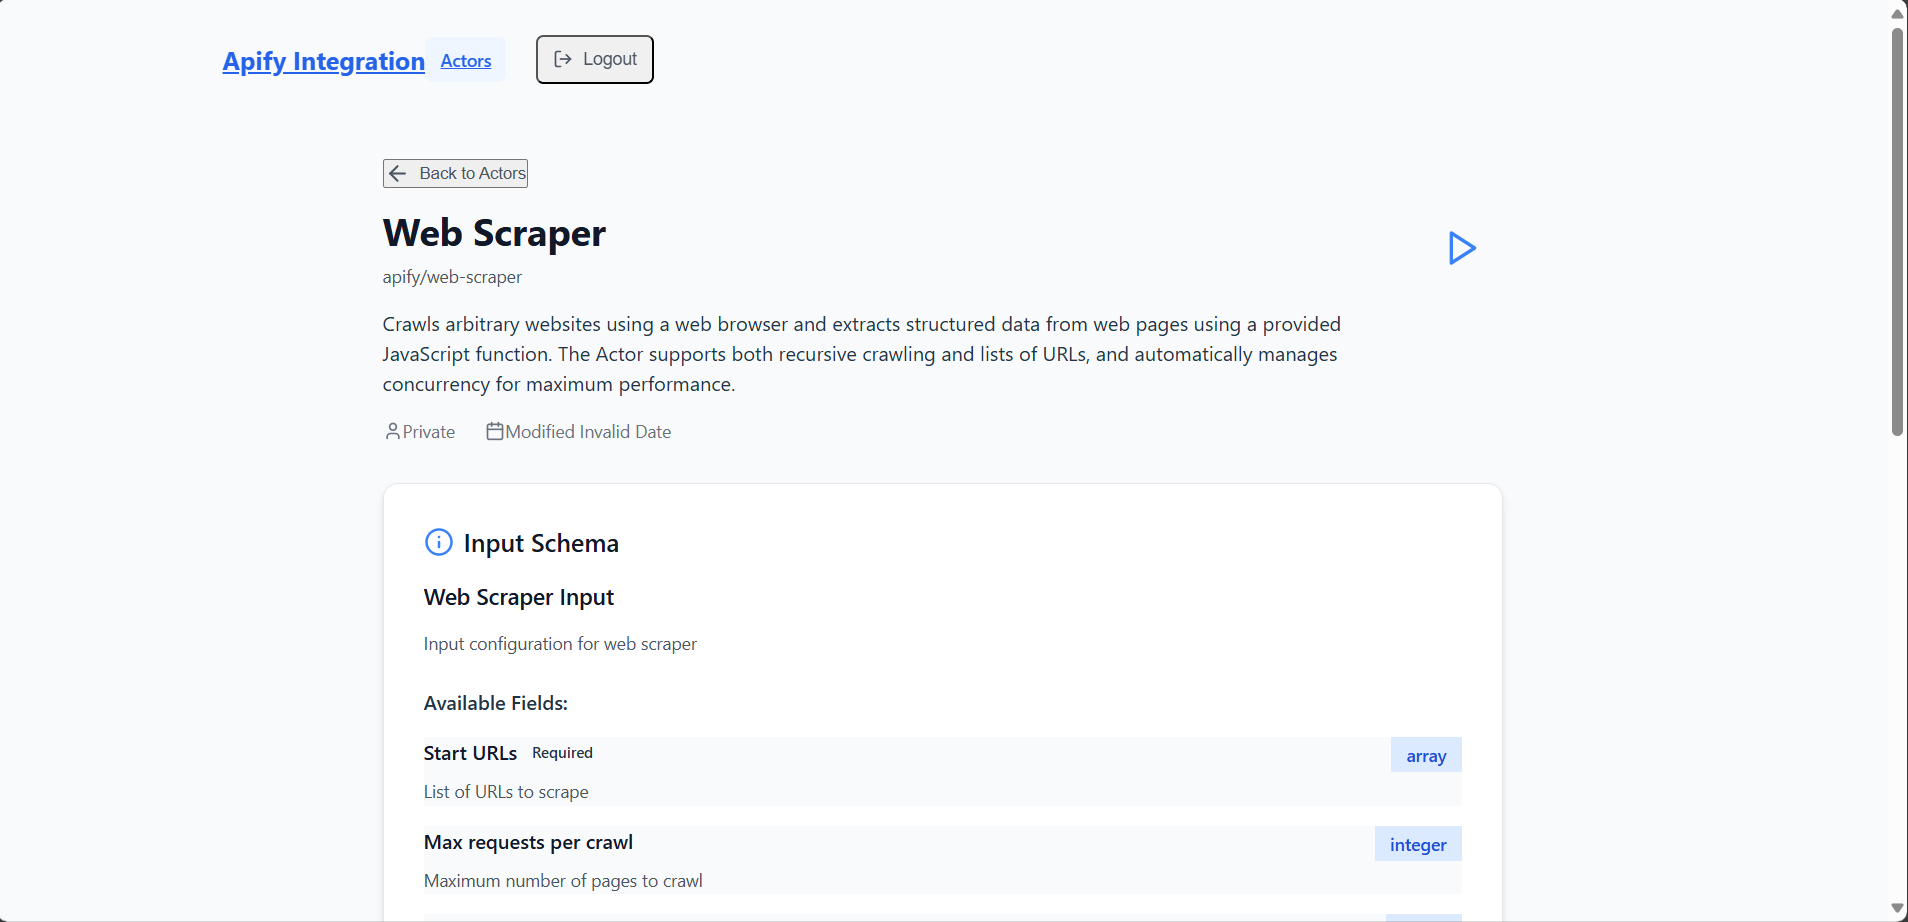 Apify Integration Actors Logout
Back to Actors
Web Scraper
apify/web-scraper
Crawls arbitrary websites using a web browser and extracts structured data from web pages using a provided
JavaScript function. The Actor supports both recursive crawling and lists of URLs, and automatically manages
concurrency for maximum performance.
Private Modified Invalid Date
Input Schema
Web Scraper Input
Input configuration for web scraper
Available Fields:
Start URLs Required array
List of URLs to scrape
Max requests per crawl integer
Maximum number of pages to crawl